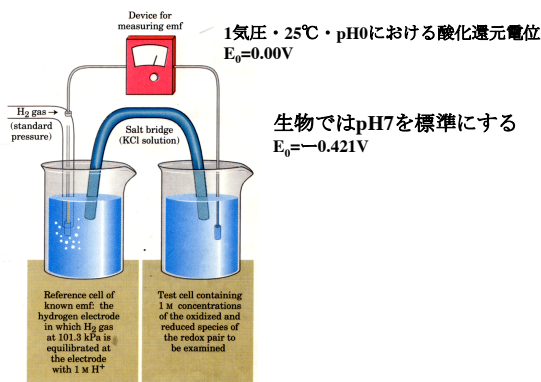 Device for
measuring emf
1気圧・25℃・pH0における酸化還元電位
E0=0.00V
H2 gas
(standard
pressure)
Salt bridge
(KCl solution)
生物ではpH7を標準にする
E0=ー0.421V
Reference cell of
known emf: the
hydrogen electrode
in which H2 gas
at 101.3 kPa is
equilibrated at
the electrode
with 1 M H+
Test cell containing
1 M concentrations
of the oxidized and
reduced species of
the redox pair to
be examined